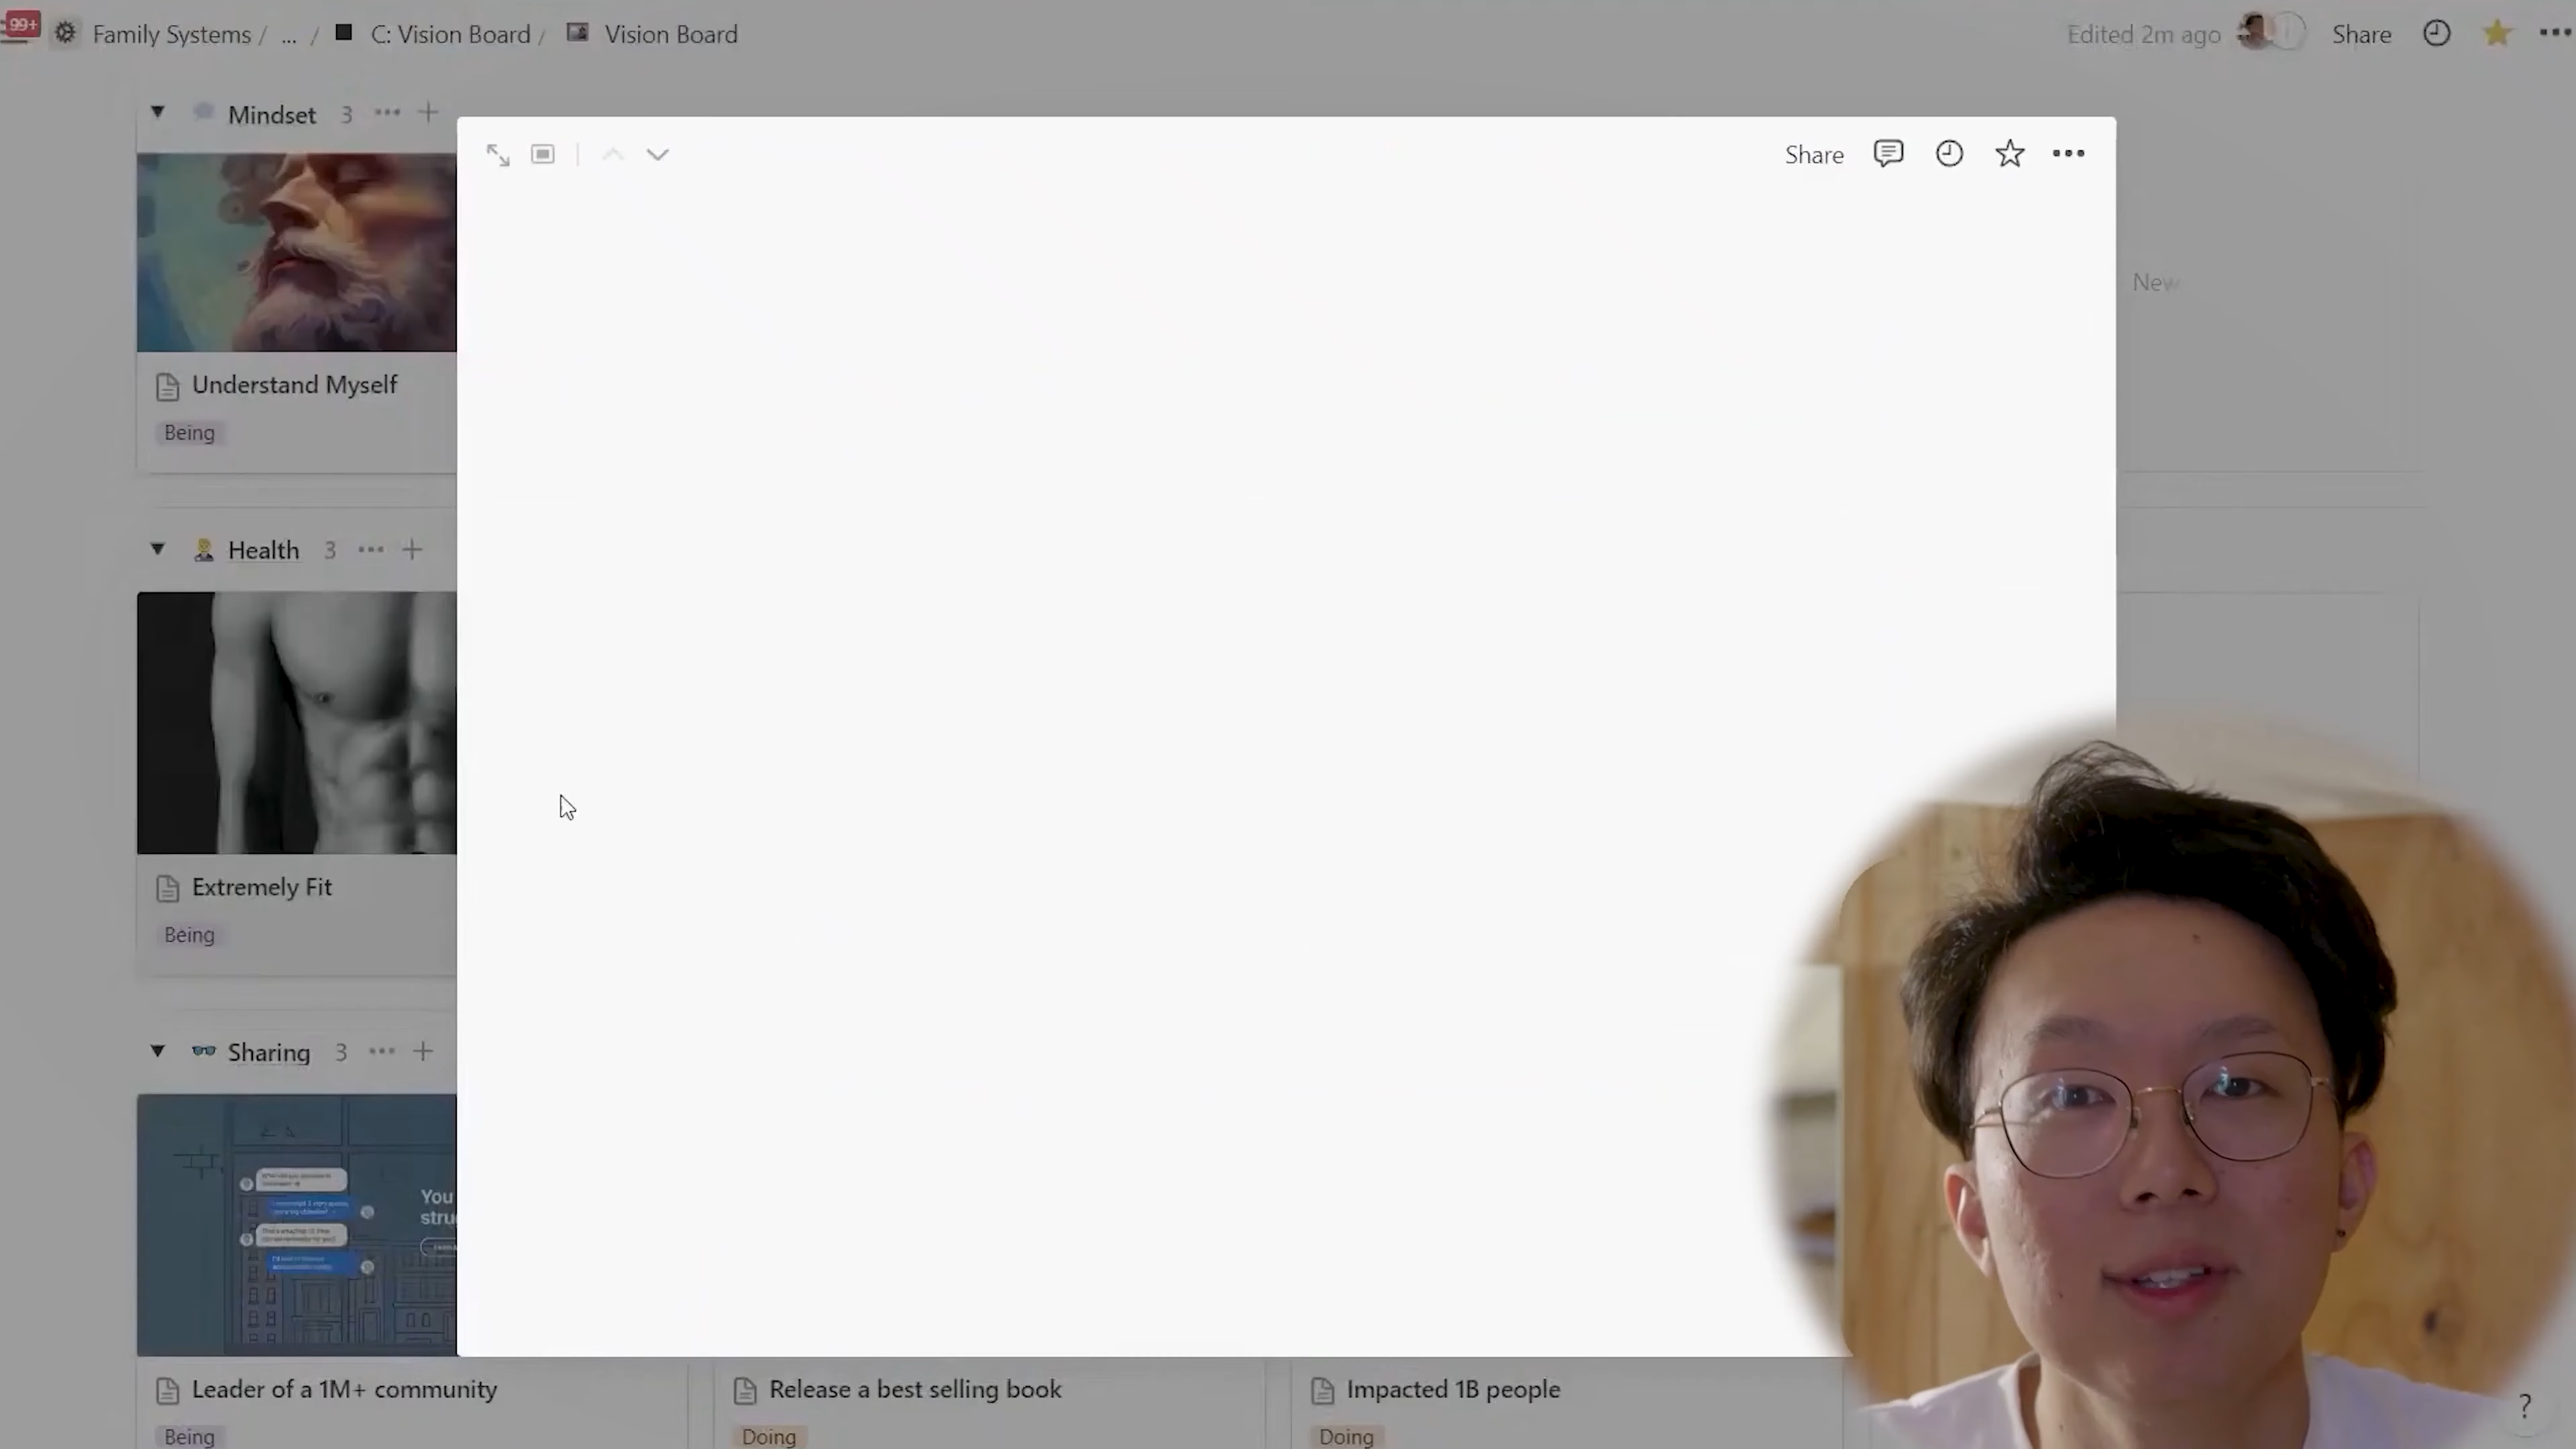 99+
Family Systems / ... / C: Vision Board / Vision Board
Edited 2m ago
Share
Mindset 3
Share
New
Understand Myself
Being
Health 3
Extremely Fit
Being
Sharing 3
You
stru
Leader of a 1M+ community
Release a best selling book
Impacted 1B people
Being
Doing
Doing
?